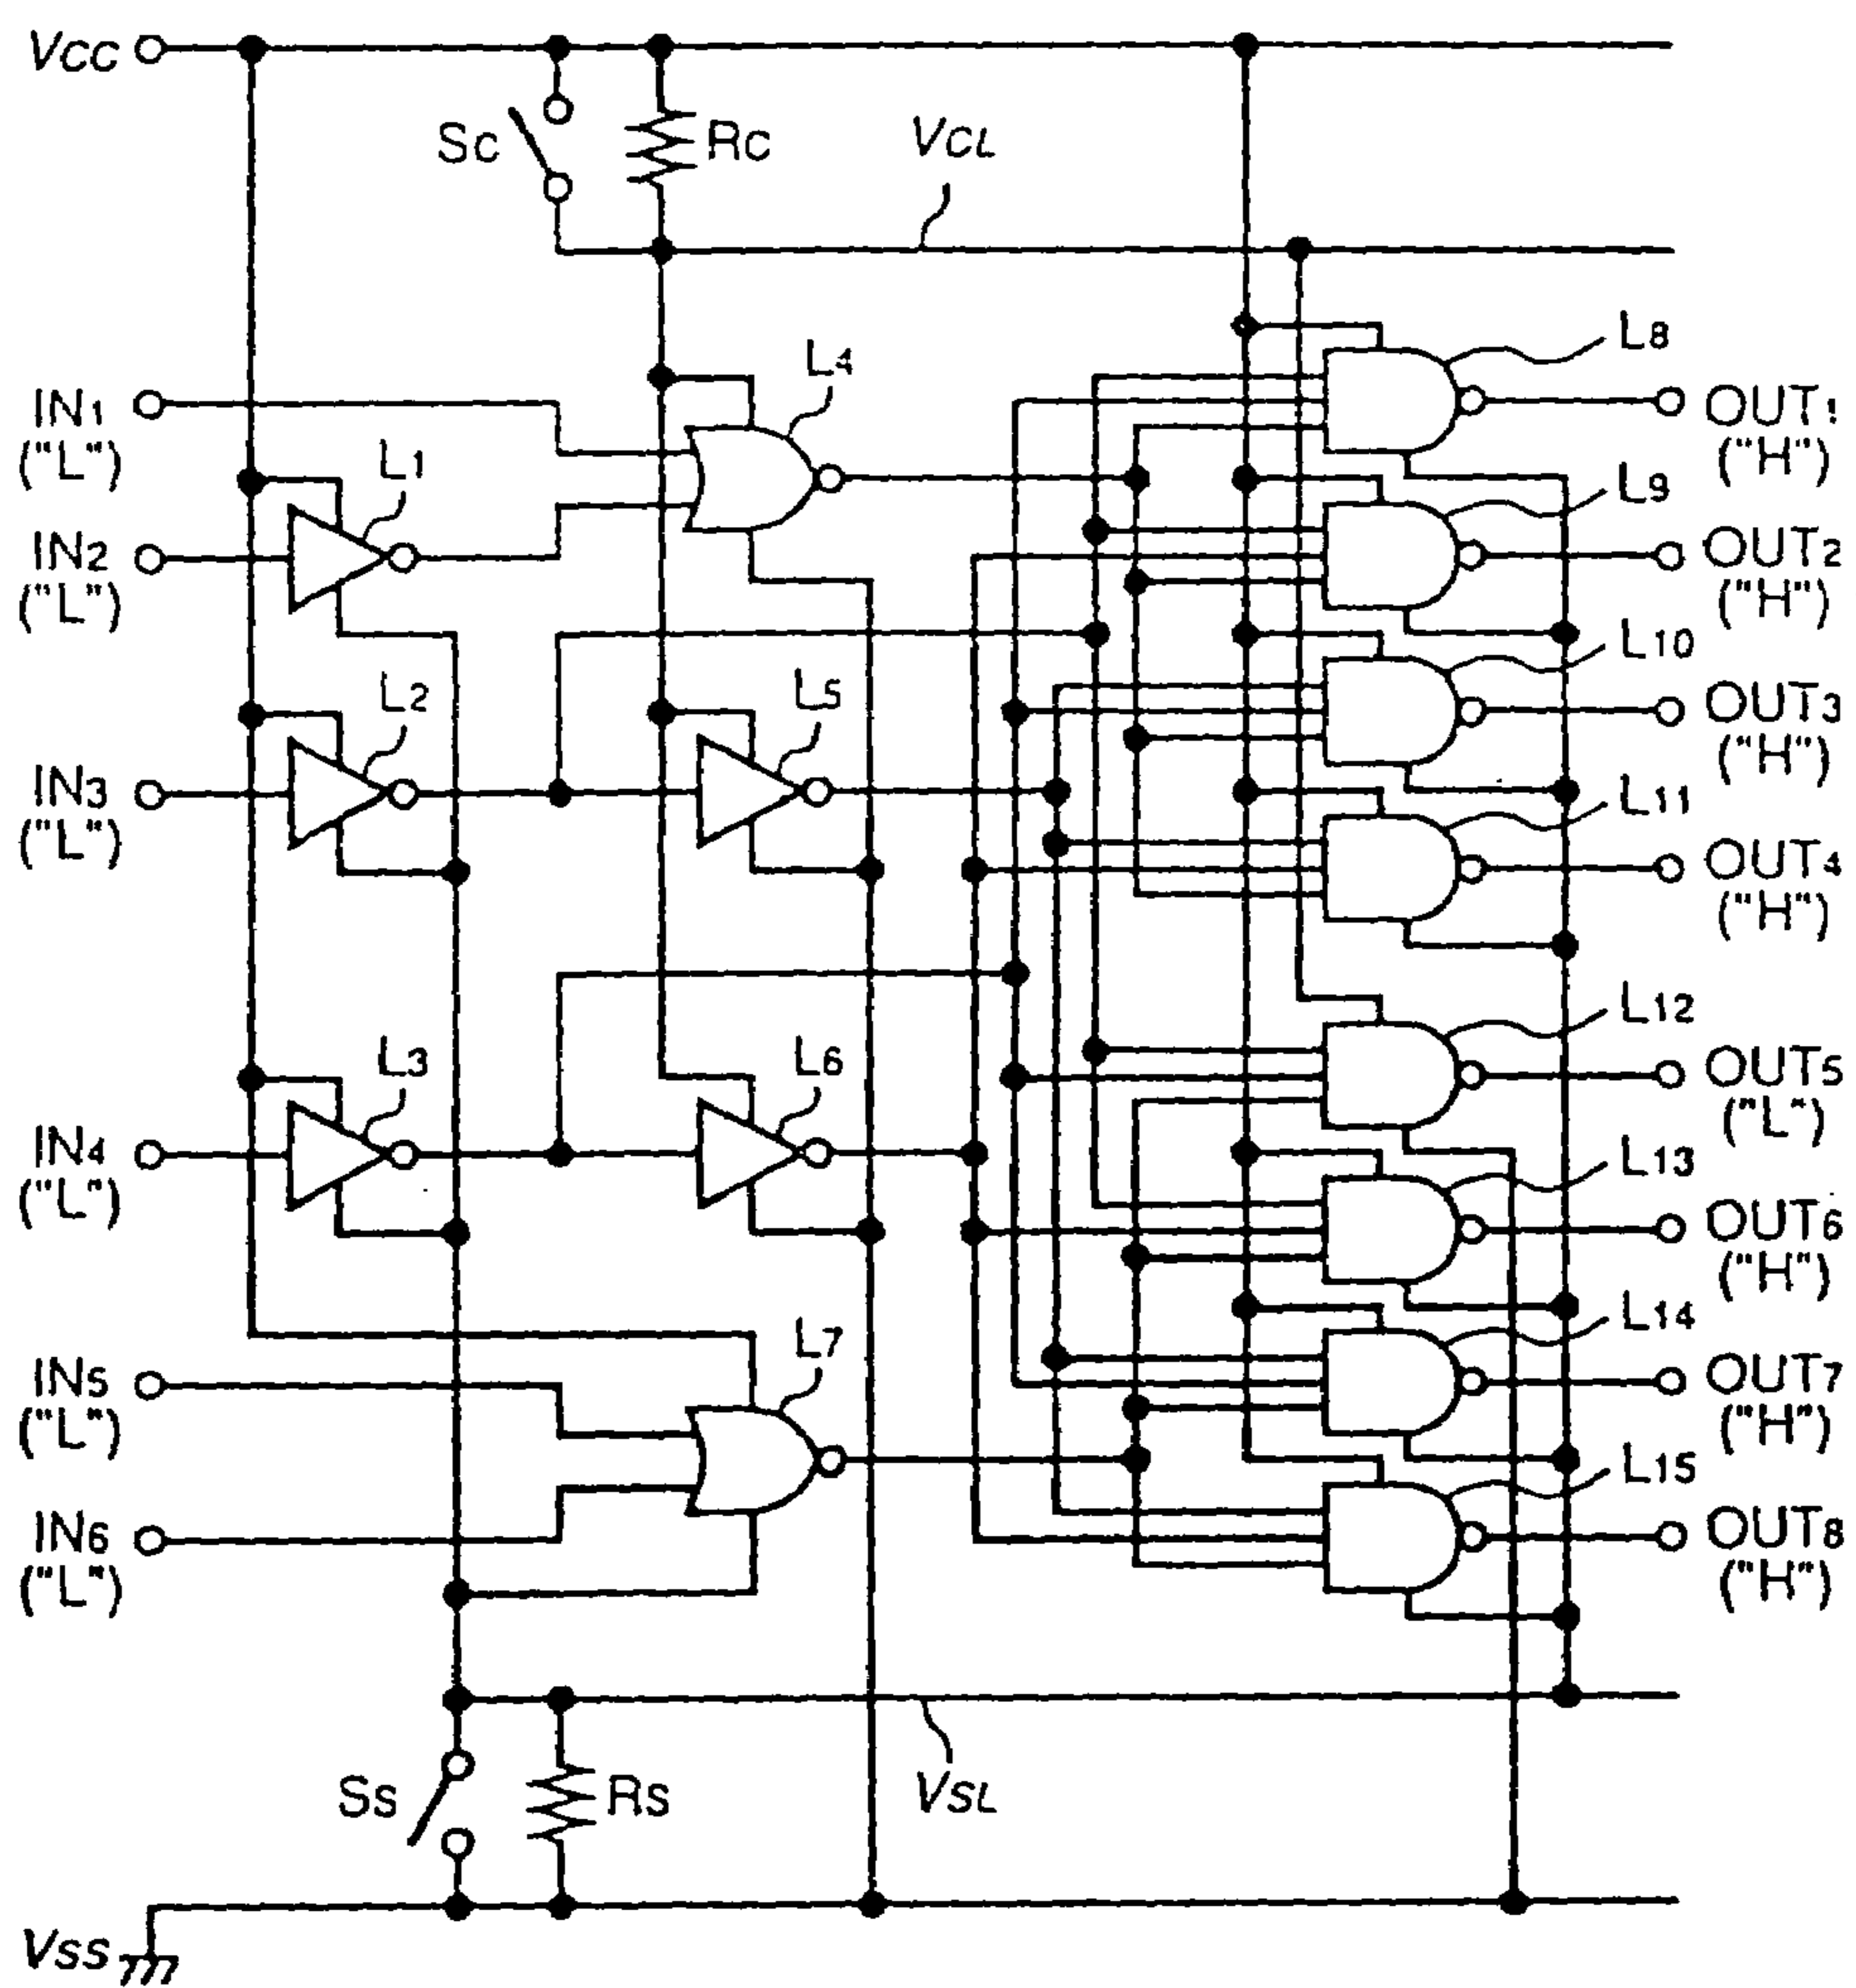 VCC
SC
RC
VCL
L8
L4
IN1
("L")
OUT1
("H")
L1
L9
IN2
("L")
OUT2
("H")
L10
L2
L5
OUT3
("H")
IN3
("L")
L11
OUT4
("H")
L12
L3
L6
OUT5
("L")
IN4
("L")
L13
OUT6
("H")
L14
L7
IN5
("L")
OUT7
("H")
L15
IN6
("L")
OUT8
("H")
SS
RS
VSL
VSS